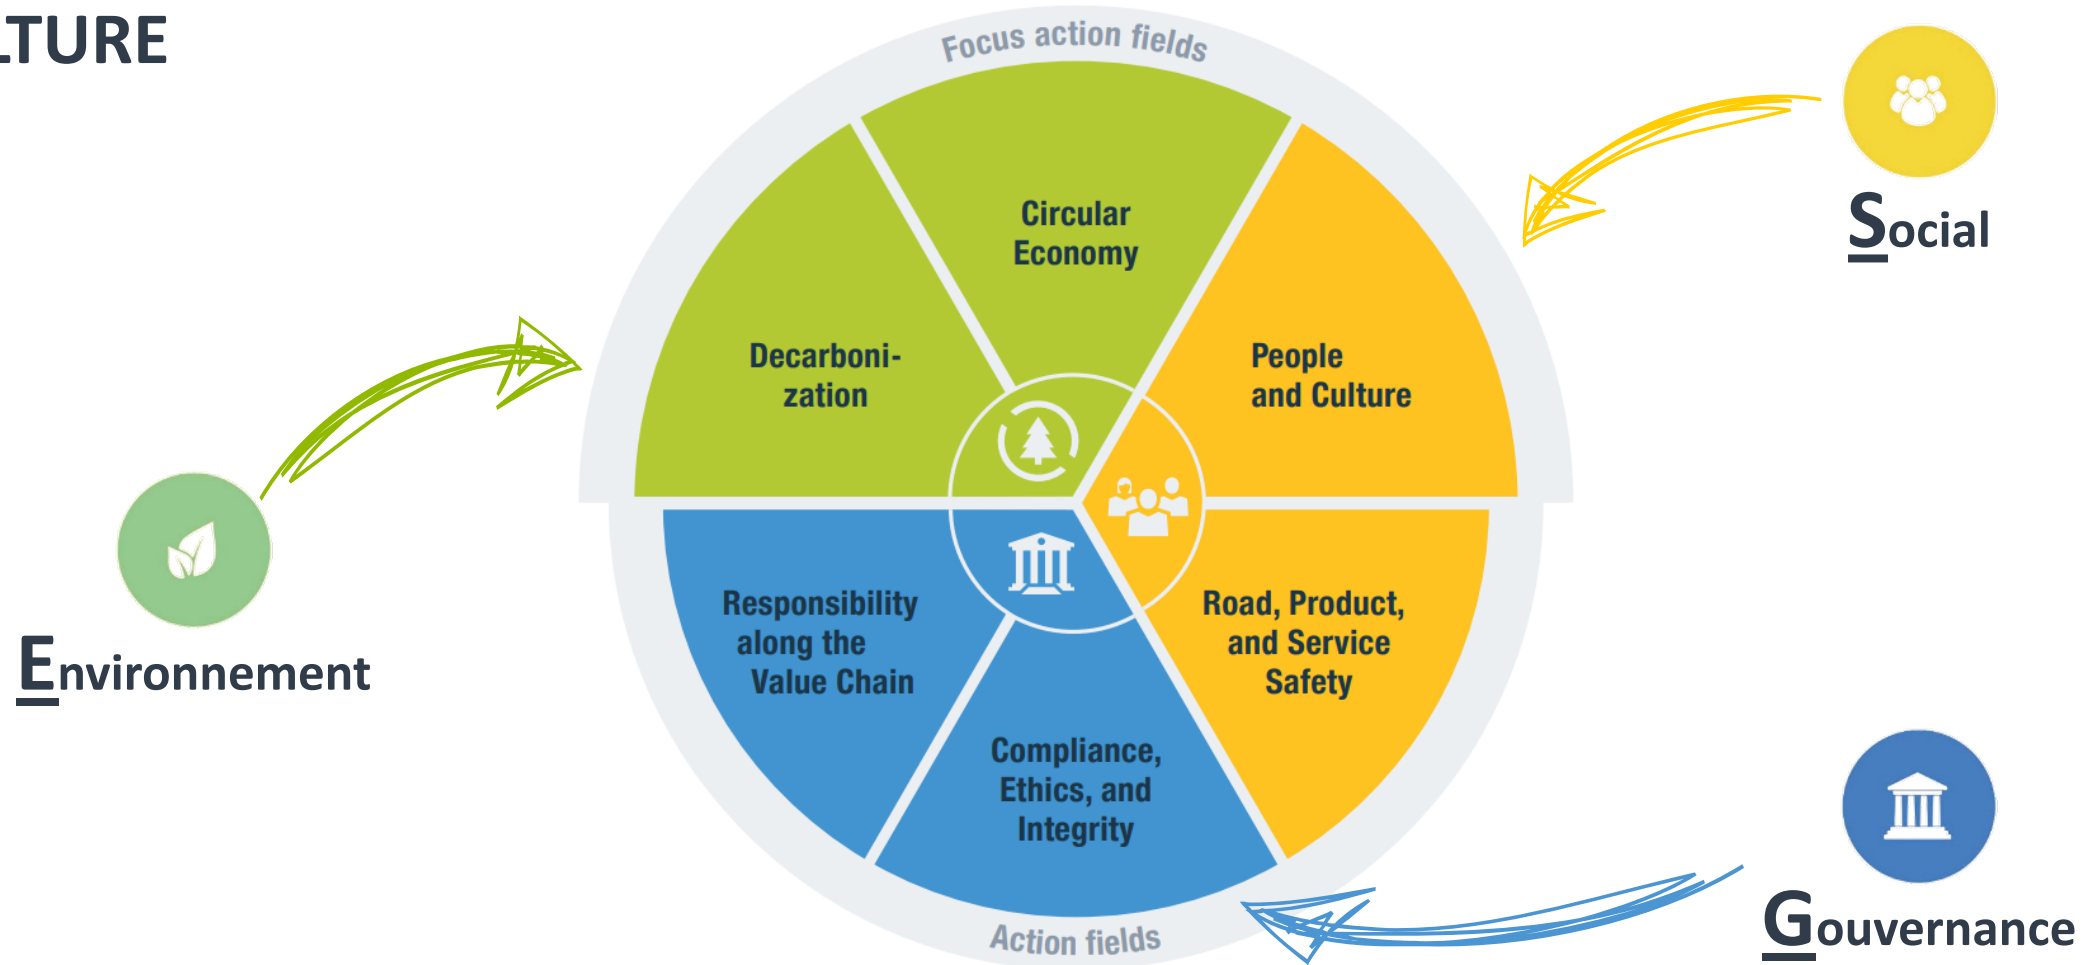 LTURE
Focus action fields
Circular
Economy
Decarboni-
zation
People
and Culture
Social
Environnement
Responsibility
along the
Value Chain
Road, Product,
and Service
Safety
Compliance,
Ethics, and
Integrity
Action fields
Gouvernance